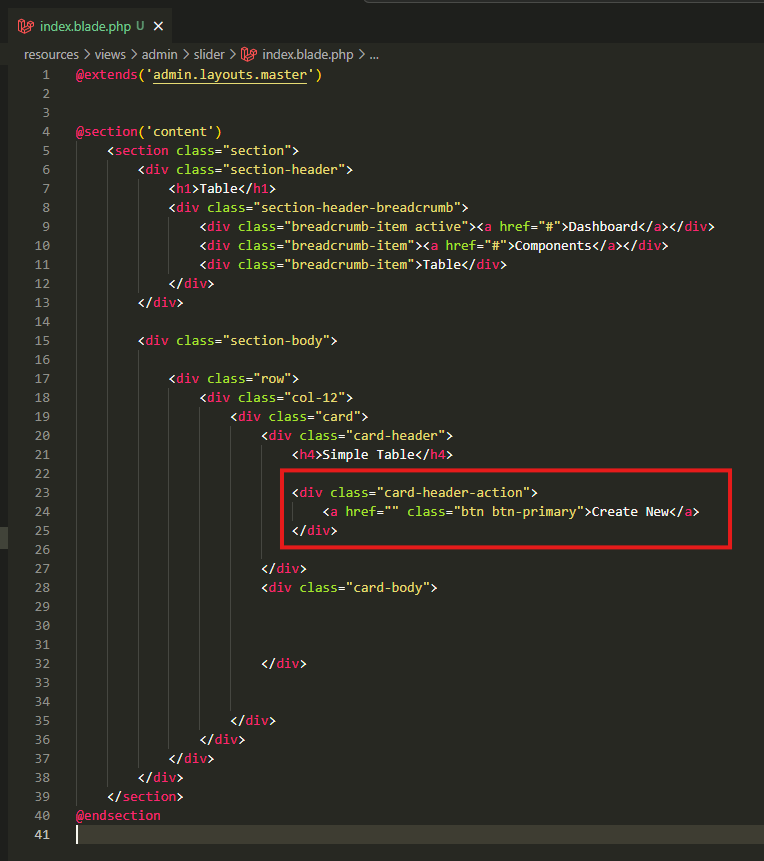 index.blade.php U ×
resources > views > admin > slider > index.blade.php > ...
1 @extends('admin.layouts.master')
2
3
4 @section('content')
5     <section class="section">
6         <div class="section-header">
7             <h1>Table</h1>
8             <div class="section-header-breadcrumb">
9                 <div class="breadcrumb-item active"><a href="#">Dashboard</a></div>
10                 <div class="breadcrumb-item"><a href="#">Components</a></div>
11                 <div class="breadcrumb-item">Table</div>
12             </div>
13         </div>
14
15         <div class="section-body">
16
17             <div class="row">
18                 <div class="col-12">
19                     <div class="card">
20                         <div class="card-header">
21                             <h4>Simple Table</h4>
22
23                             <div class="card-header-action">
24                                 <a href="" class="btn btn-primary">Create New</a>
25                             </div>
26
27                         </div>
28                         <div class="card-body">
29
30
31
32                         </div>
33
34
35                     </div>
36                 </div>
37             </div>
38         </div>
39     </section>
40 @endsection
41